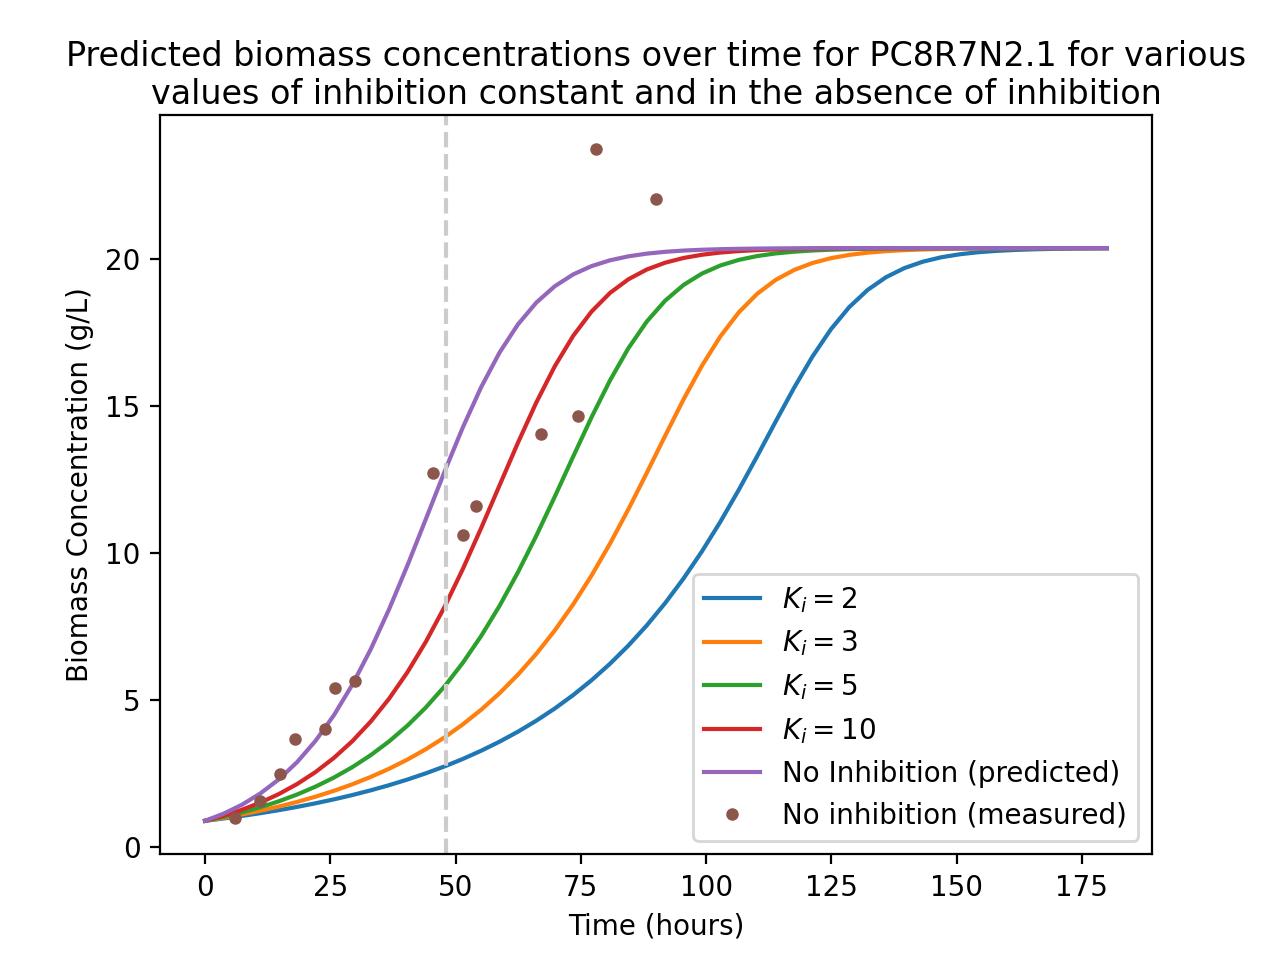 Predicted biomass concentrations over time for PC8R7N2.1 for various
values of inhibition constant and in the absence of inhibition
Biomass Concentration (g/L)
20
15
10
5
0
K_i = 2
K_i = 3
K_i = 5
K_i = 10
No Inhibition (predicted)
No inhibition (measured)
0 25 50 75 100 125 150 175
Time (hours)